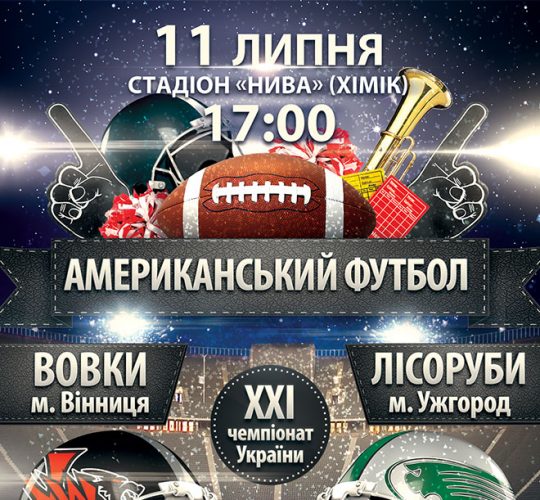 11 ЛИПНЯ
СТАДІОН «НИВА» (ХІМІК)
17:00
АМЕРИКАНСЬКИЙ ФУТБОЛ
ВОВКИ
м. Вінниця
ЛІСОРУБИ
м. Ужгород
XXI
чемпіонат
України